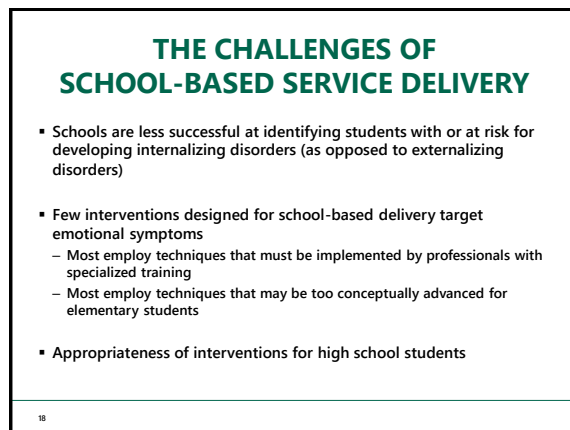 THE CHALLENGES OF
SCHOOL-BASED SERVICE DELIVERY
▪ Schools are less successful at identifying students with or at risk for
developing internalizing disorders (as opposed to externalizing
disorders)
▪ Few interventions designed for school-based delivery target
emotional symptoms
– Most employ techniques that must be implemented by professionals with
specialized training
– Most employ techniques that may be too conceptually advanced for
elementary students
▪ Appropriateness of interventions for high school students
18